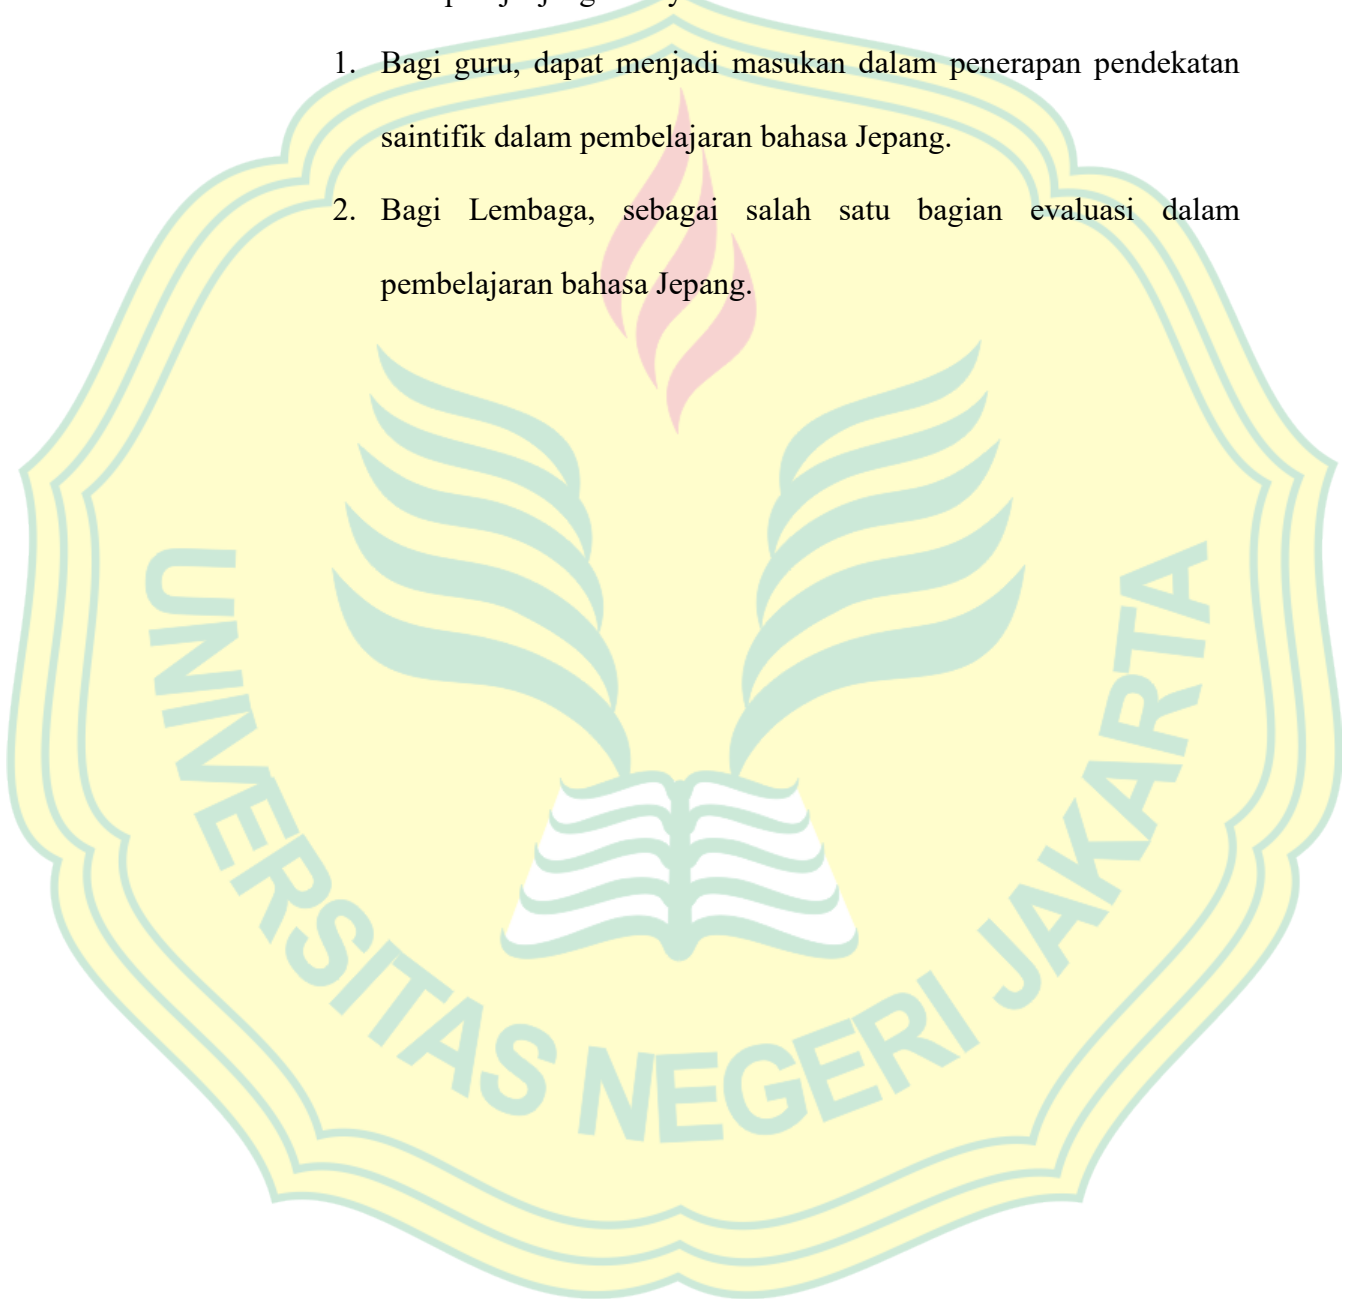 1. Bagi guru, dapat menjadi masukan dalam penerapan pendekatan
saintifik dalam pembelajaran bahasa Jepang.
2. Bagi Lembaga, sebagai salah satu bagian evaluasi dalam
pembelajaran bahasa Jepang.
UNIVERSITAS NEGERI JAKARTA